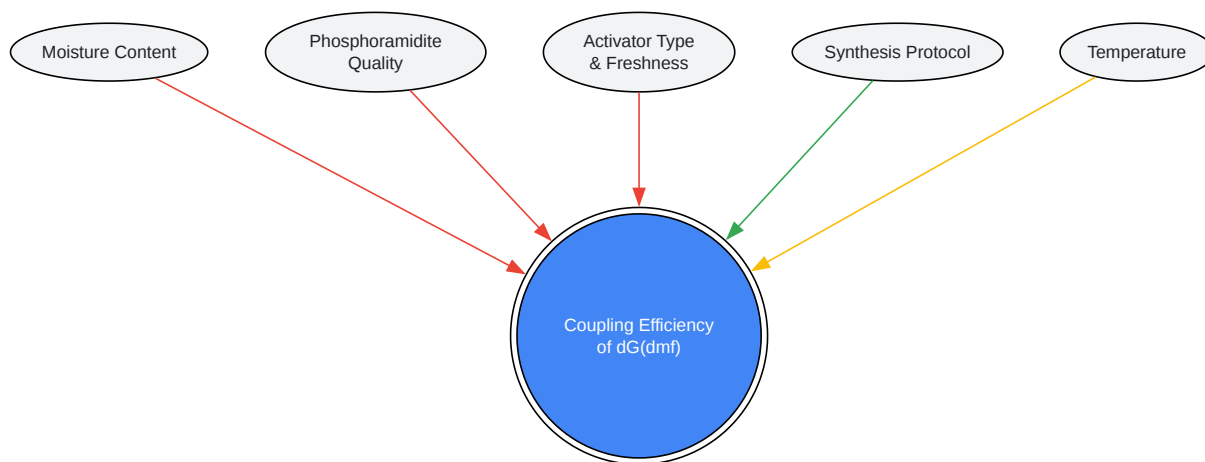 Moisture Content
Phosphoramidite
Quality
Activator Type
& Freshness
Synthesis Protocol
Temperature
Coupling Efficiency
of dG(dmf)